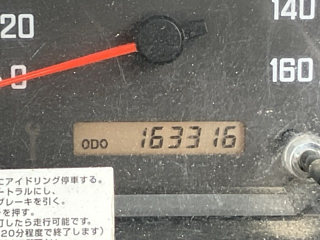 20
140
0
160
ODO 163316
にアイドリング停車する。
ートラルにし、
ブレーキを引く。
を押す。
灯したら走行可能です。
20分程度で終了します)